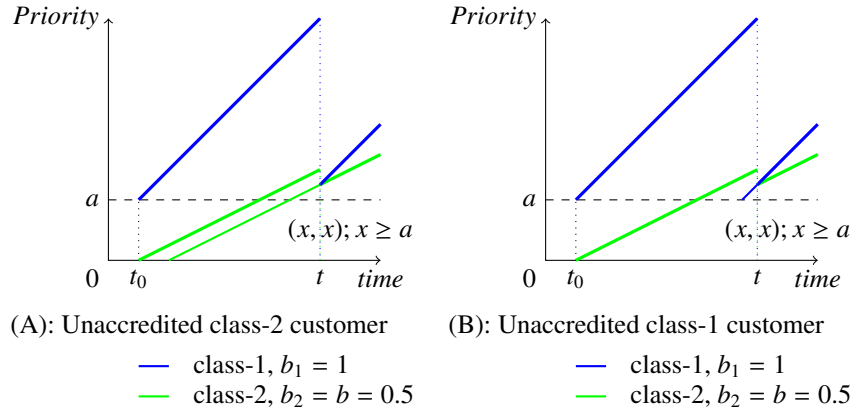 Priority
a
(x, x); x ≥ a
0
t₀
t
time
(A): Unaccredited class-2 customer
class-1, b₁ = 1
class-2, b₂ = b = 0.5
Priority
a
(x, x); x ≥ a
0
t₀
t
time
(B): Unaccredited class-1 customer
class-1, b₁ = 1
class-2, b₂ = b = 0.5